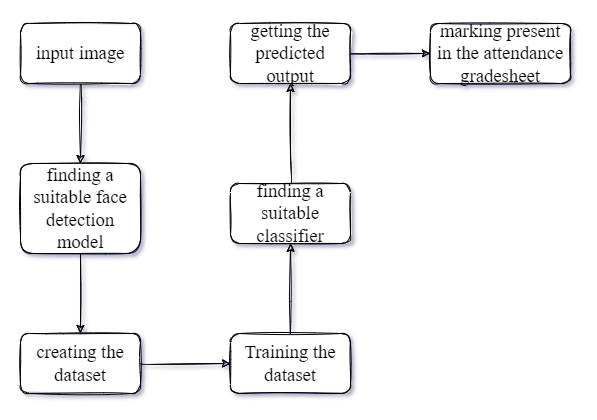 input image
finding a
suitable face
detection
model
creating the
dataset
Training the
dataset
finding a
suitable
classifier
getting the
predicted
output
marking present
in the attendance
gradesheet